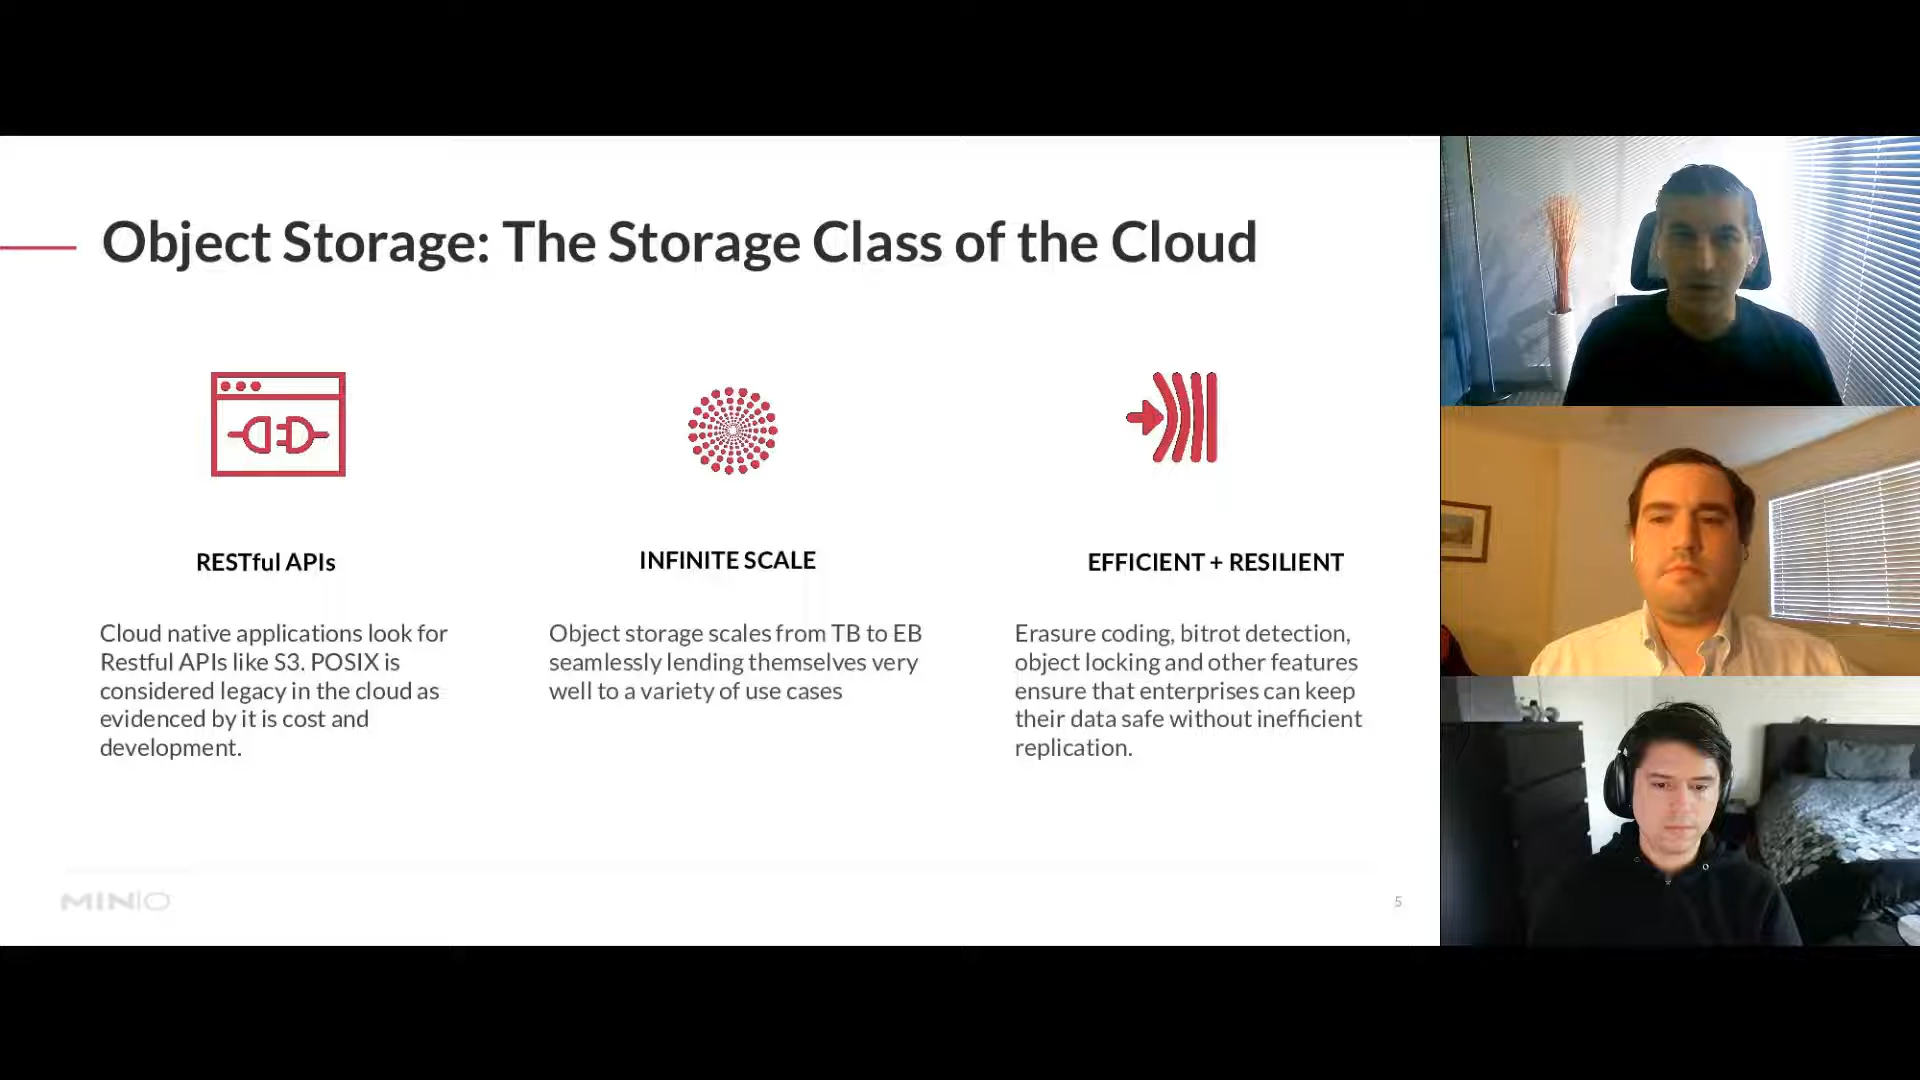 Object Storage: The Storage Class of the Cloud
RESTful APIs
Cloud native applications look for
Restful APIs like S3. POSIX is
considered legacy in the cloud as
evidenced by it is cost and
development.
INFINITE SCALE
Object storage scales from TB to EB
seamlessly lending themselves very
well to a variety of use cases
EFFICIENT + RESILIENT
Erasure coding, bitrot detection,
object locking and other features
ensure that enterprises can keep
their data safe without inefficient
replication.
MINIO
5